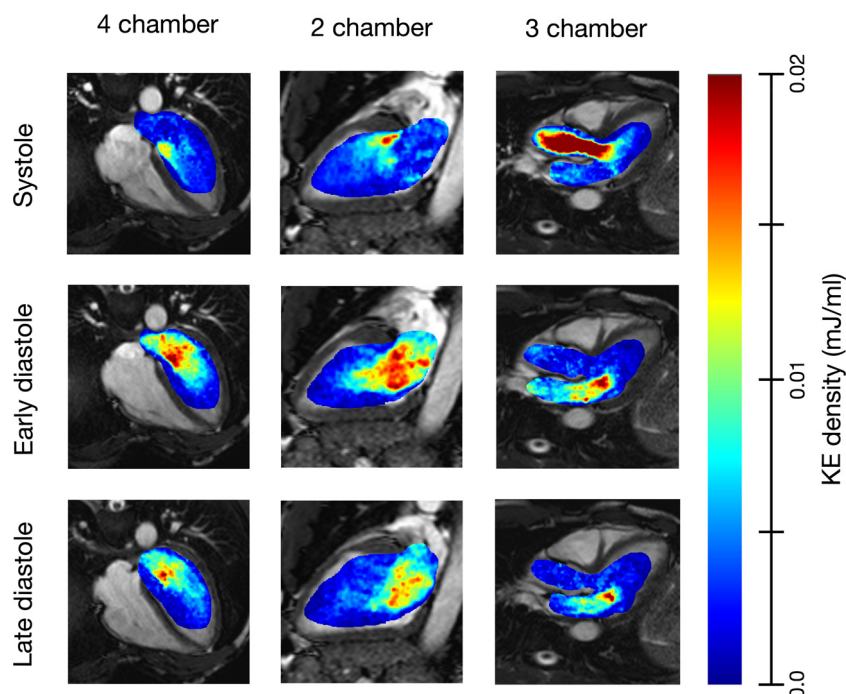 4 chamber
2 chamber
3 chamber
Systole
Early diastole
Late diastole
0.02
0.01
0.0
KE density (mJ/ml)